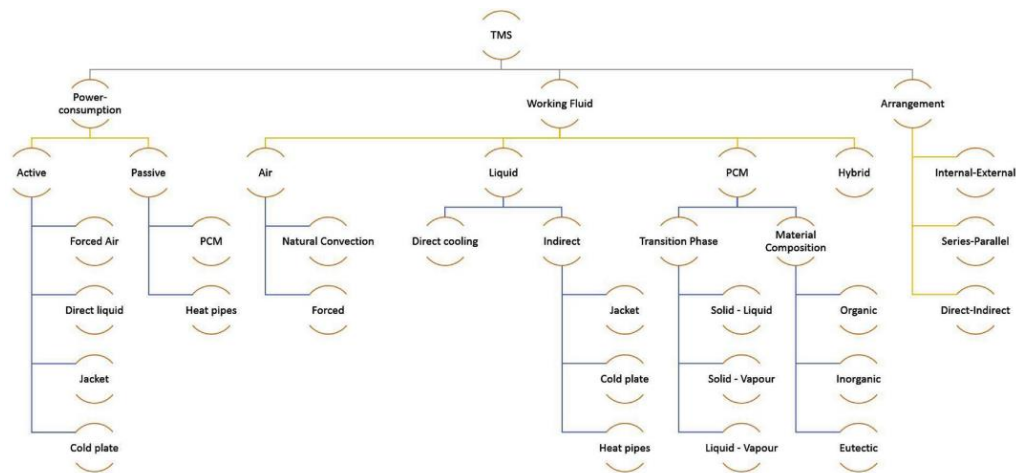 TMS
Power-
consumption
Working Fluid
Arrangement
Active
Passive
Air
Liquid
PCM
Hybrid
Internal-External
Forced Air
PCM
Natural Convection
Direct cooling
Indirect
Transition Phase
Material
Composition
Series-Parallel
Direct liquid
Heat pipes
Forced
Jacket
Solid - Liquid
Organic
Direct-Indirect
Jacket
Cold plate
Solid - Vapour
Inorganic
Cold plate
Heat pipes
Liquid - Vapour
Eutectic